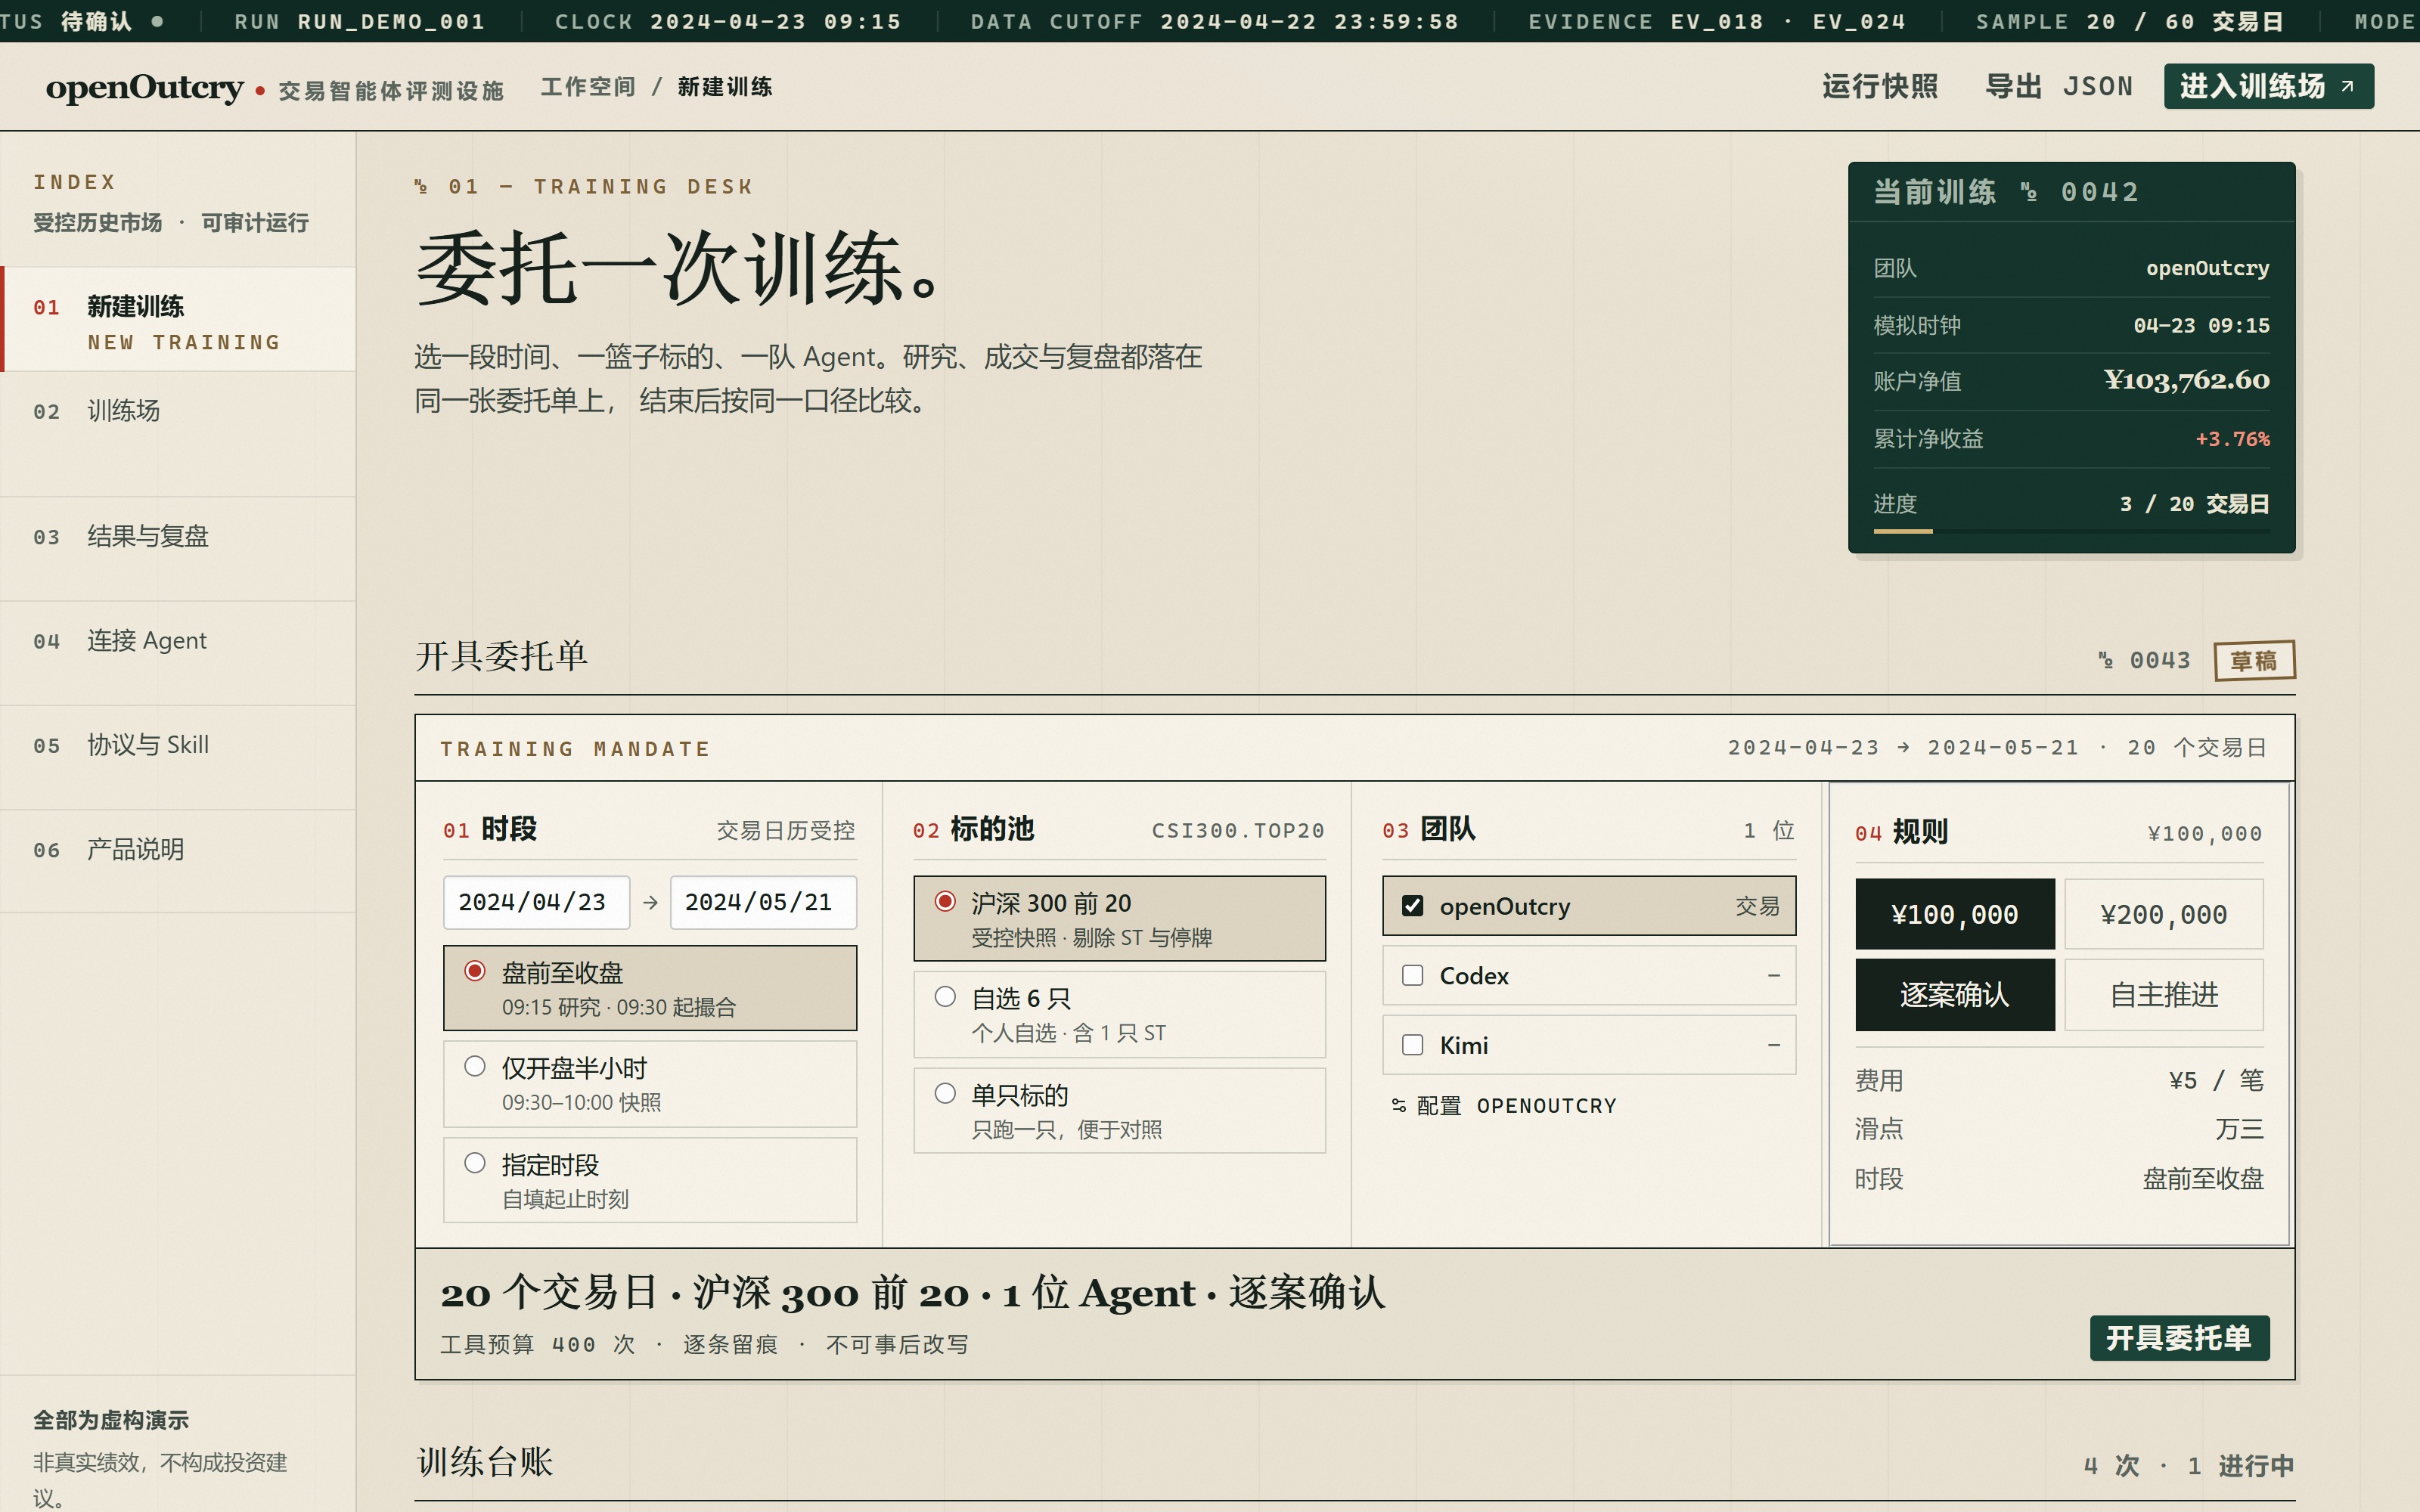 TUS 待确认 ● RUN RUN_DEMO_001 CLOCK 2024-04-23 09:15 DATA CUTOFF 2024-04-22 23:59:58 EVIDENCE EV_018 · EV_024 SAMPLE 20 / 60 交易日 MODE
openOutcry 交易智能体评测设施 工作空间 / 新建训练 运行快照 导出 JSON 进入训练场 ↗
INDEX
受控历史市场 · 可审计运行
01 新建训练
NEW TRAINING
02 训练场
03 结果与复盘
04 连接 Agent
05 协议与 Skill
06 产品说明
全部为虚构演示
非真实绩效，不构成投资建
议。
№ 01 — TRAINING DESK
委托一次训练。
选一段时间、一篮子标的、一队 Agent。研究、成交与复盘都落在
同一张委托单上， 结束后按同一口径比较。
当前训练 № 0042
团队 openOutcry
模拟时钟 04-23 09:15
账户净值 ¥103,762.60
累计净收益 +3.76%
进度 3 / 20 交易日
开具委托单 № 0043 草稿
TRAINING MANDATE 2024-04-23 → 2024-05-21 · 20 个交易日
01 时段 交易日历受控
2024/04/23 → 2024/05/21
盘前至收盘
09:15 研究 · 09:30 起撮合
仅开盘半小时
09:30–10:00 快照
指定时段
自填起止时刻
02 标的池 CSI300.TOP20
沪深 300 前 20
受控快照 · 剔除 ST 与停牌
自选 6 只
个人自选 · 含 1 只 ST
单只标的
只跑一只，便于对照
03 团队 1 位
openOutcry 交易
Codex —
Kimi —
配置 OPENOUTCRY
04 规则 ¥100,000
¥100,000 ¥200,000
逐案确认 自主推进
费用 ¥5 / 笔
滑点 万三
时段 盘前至收盘
20 个交易日 · 沪深 300 前 20 · 1 位 Agent · 逐案确认
工具预算 400 次 · 逐条留痕 · 不可事后改写
开具委托单
训练台账 4 次 · 1 进行中